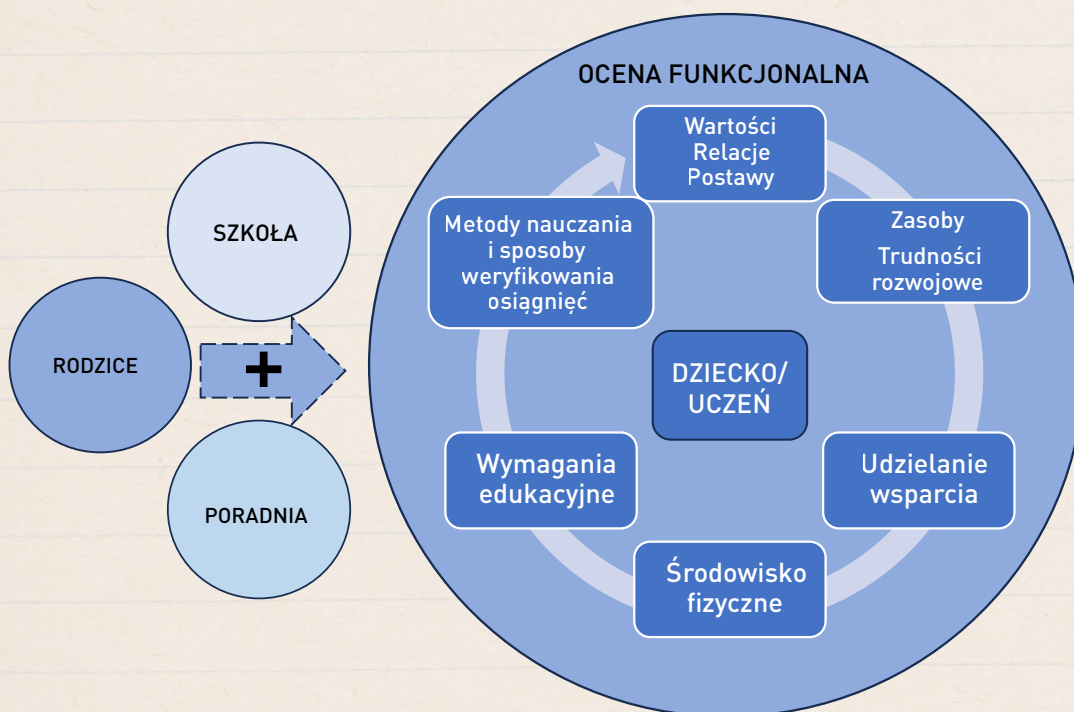 OCENA FUNKCJONALNA
Wartości
Relacje
Postawy
Zasoby
Trudności
rozwojowe
Udzielanie
wsparcia
Środowisko
fizyczne
Wymagania
edukacyjne
Metody nauczania
i sposoby
weryfikowania
osiągnięć
DZIECKO/
UCZEŃ
SZKOŁA
RODZICE
+
PORADNIA